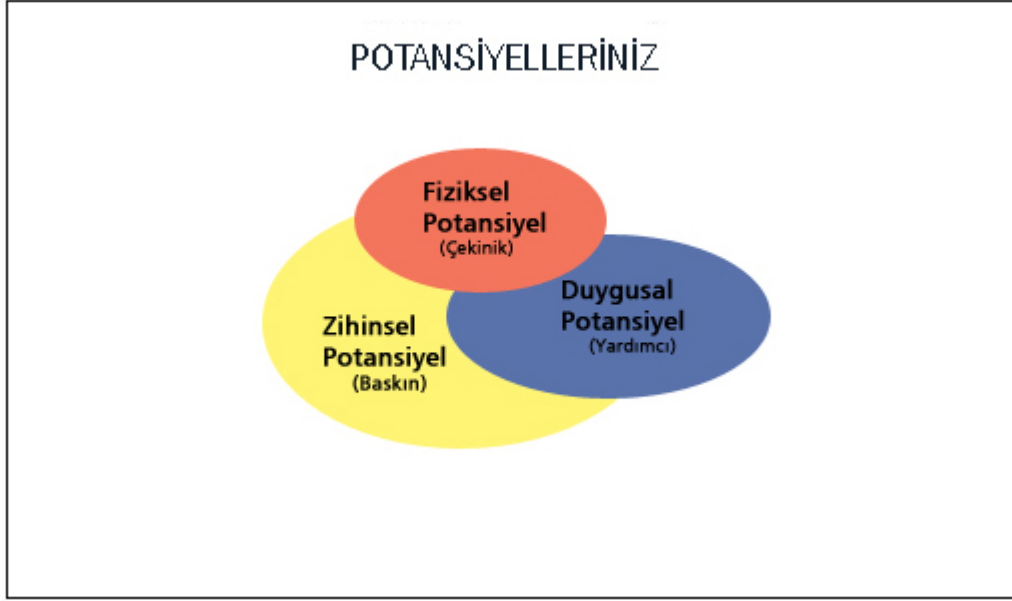 POTANSİYELLERİNİZ
Fiziksel
Potansiyel
(Çekinik)
Duygusal
Potansiyel
(Yardımcı)
Zihinsel
Potansiyel
(Baskın)